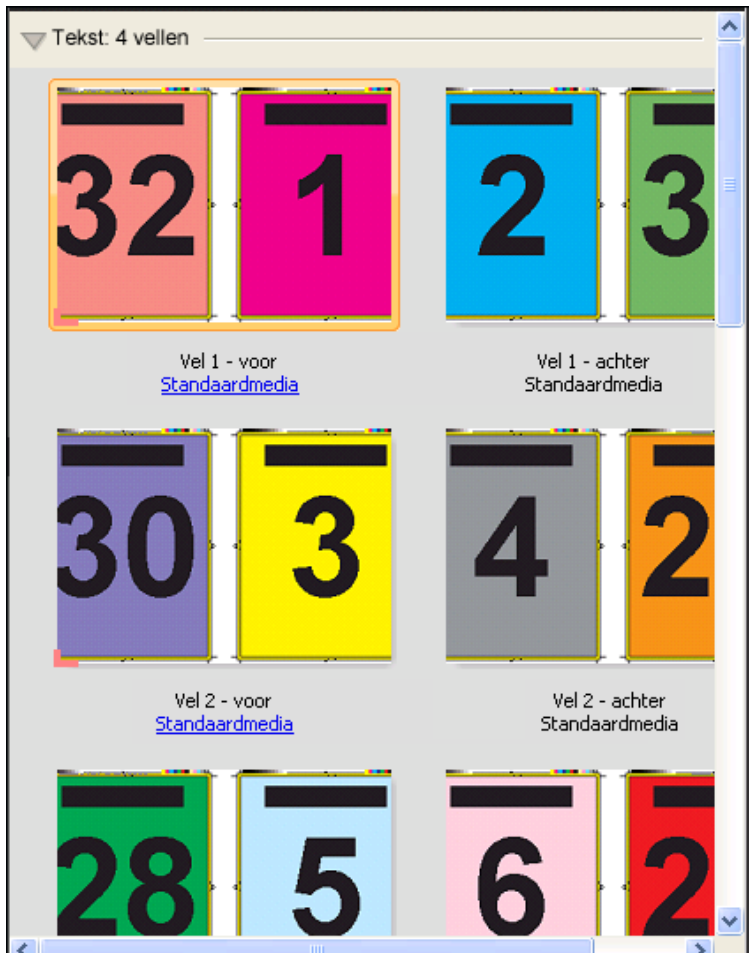 Tekst: 4 vellen
32 1 2 3
Vel 1 - voor Vel 1 - achter
Standaardmedia Standaardmedia
30 3 4 2
Vel 2 - voor Vel 2 - achter
Standaardmedia Standaardmedia
28 5 6 2